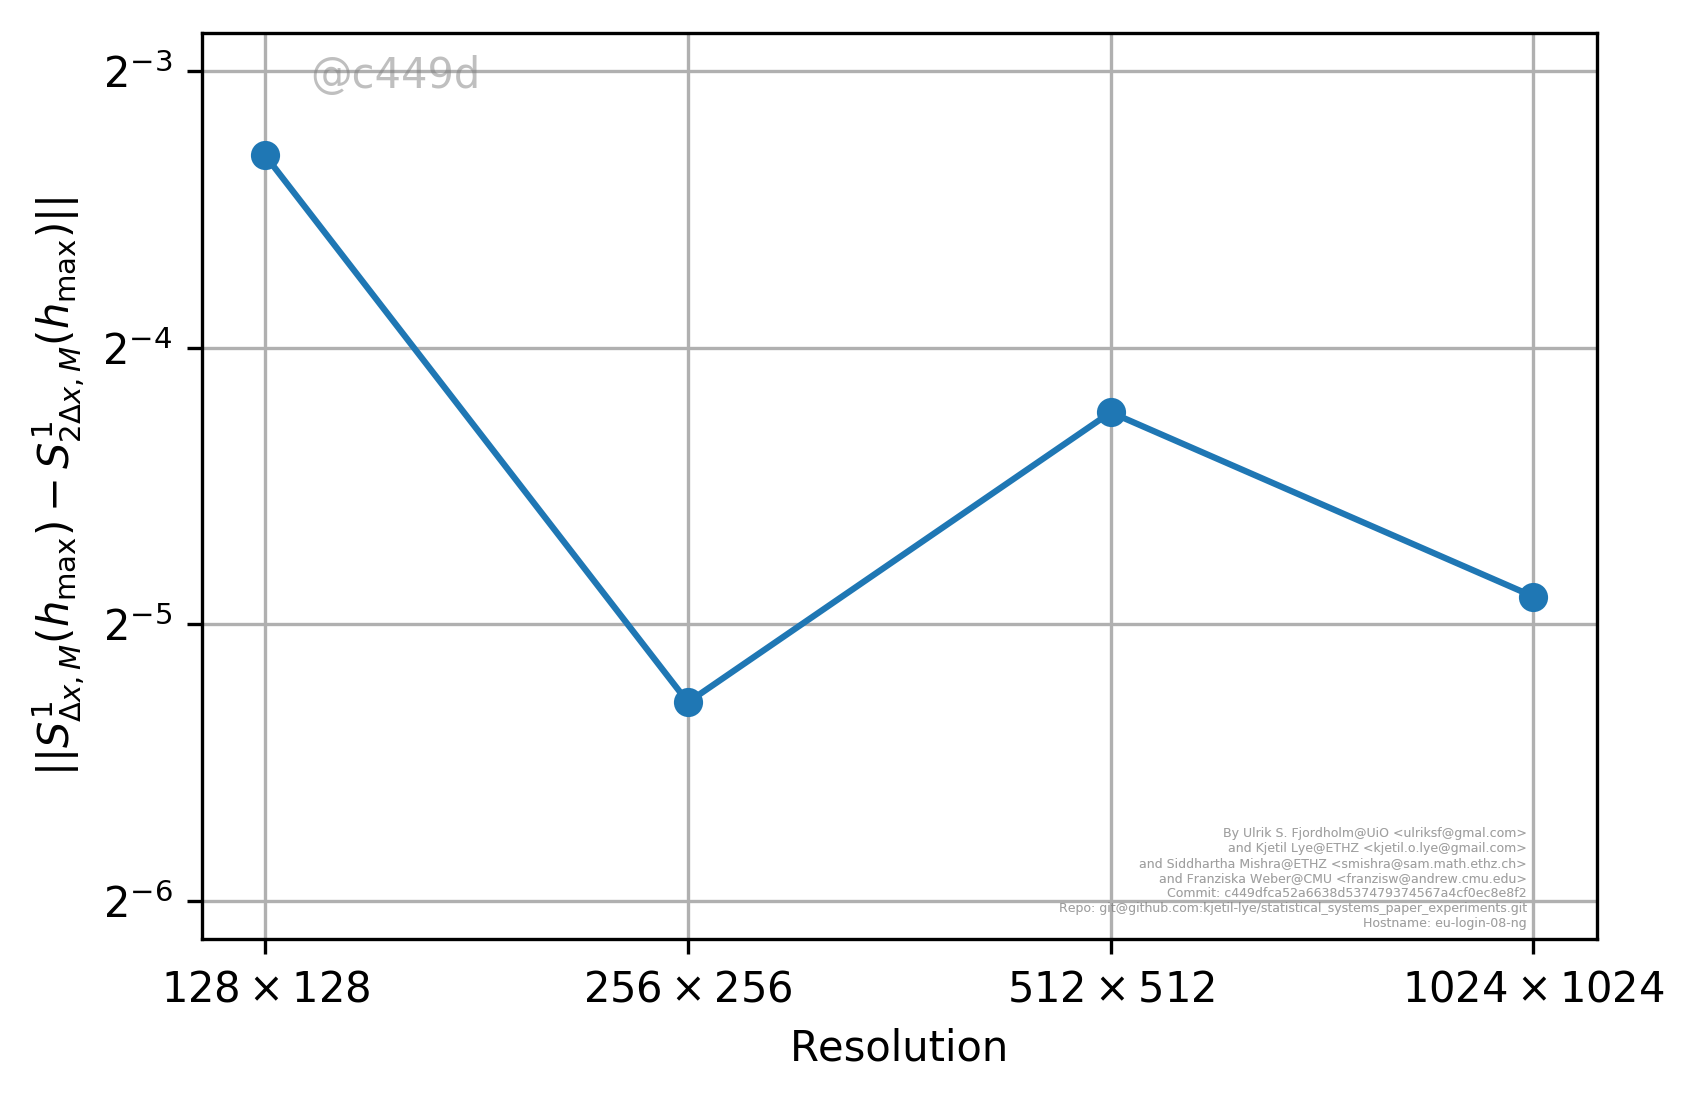 @c449d
2⁻³
2⁻⁴
2⁻⁵
2⁻⁶
||S¹_{Δx,M}(h_max) − S¹_{2Δx,M}(h_max)||
By Ulrik S. Fjordholm@UiO <ulriksf@gmal.com>
and Kjetil Lye@ETHZ <kjetil.o.lye@gmail.com>
and Siddhartha Mishra@ETHZ <smishra@sam.math.ethz.ch>
and Franziska Weber@CMU <franzisw@andrew.cmu.edu>
Commit: c449dfca52a6638d537479374567a4cf0ec8e8f2
Repo: git@github.com:kjetil-lye/statistical_systems_paper_experiments.git
Hostname: eu-login-08-ng
128 × 128
256 × 256
512 × 512
1024 × 1024
Resolution